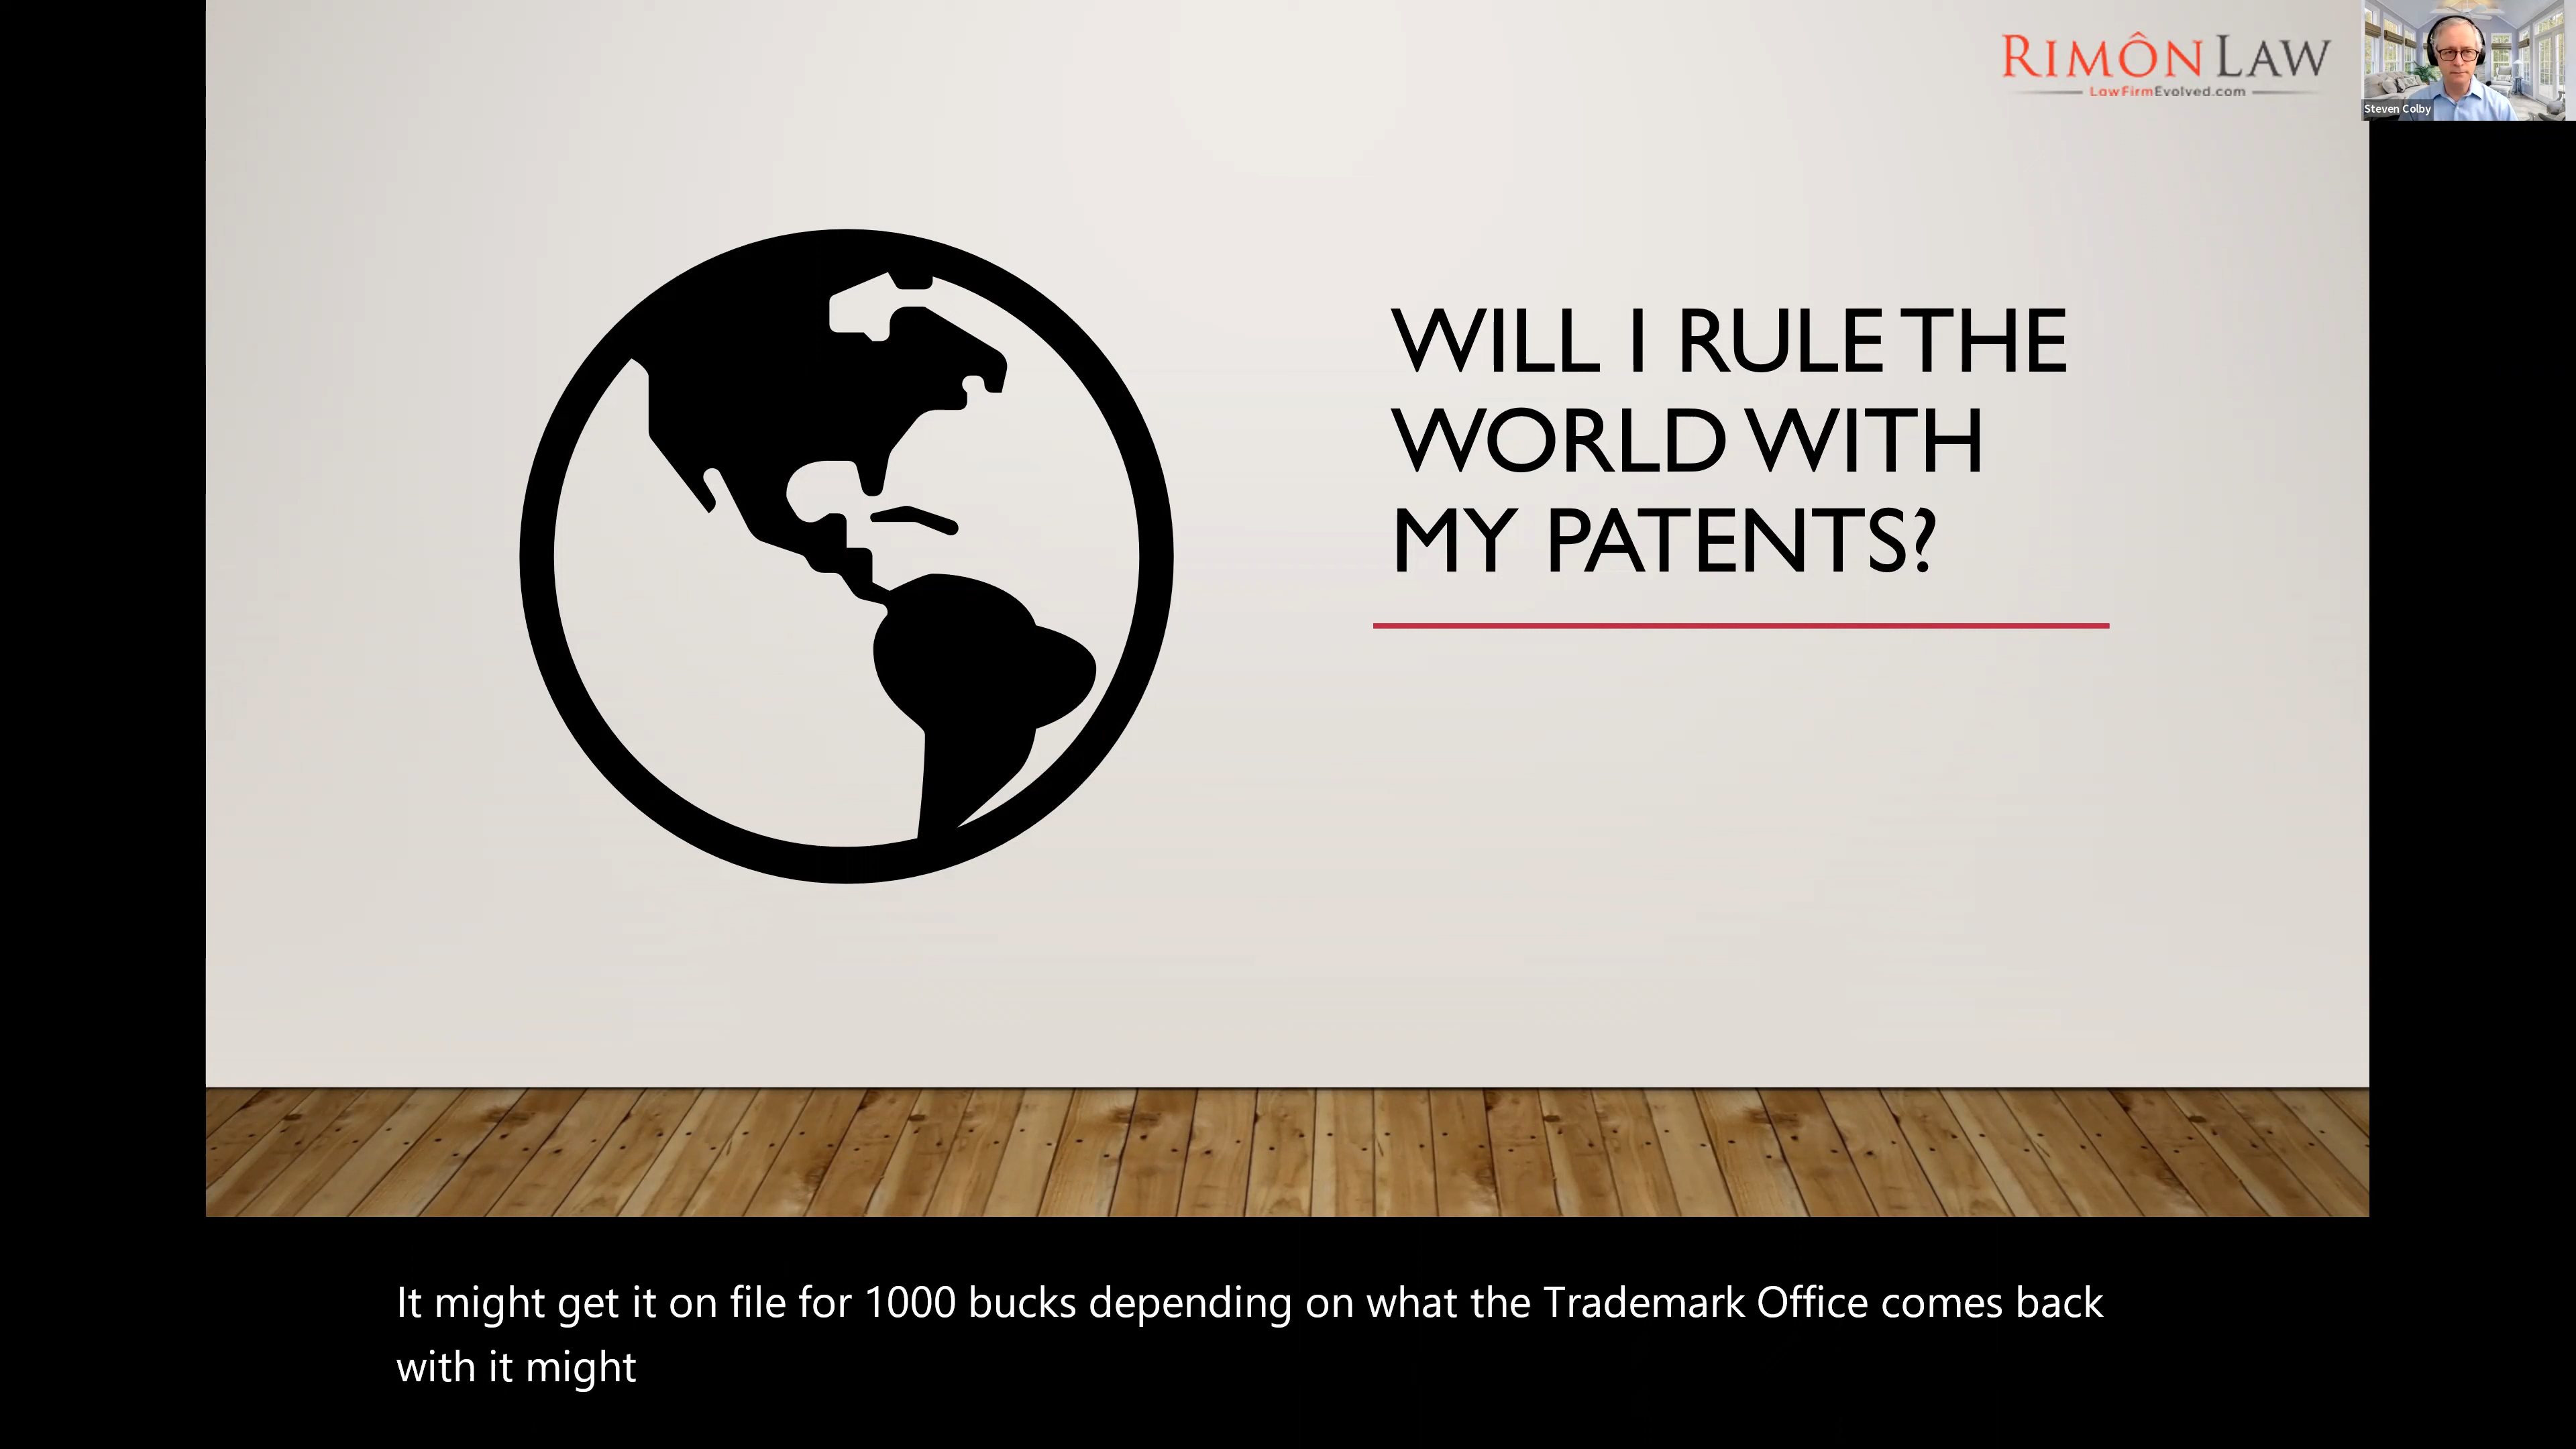 RIMÔN LAW
LawFirmEvolved.com
Steven Colby
WILL I RULE THE
WORLD WITH
MY PATENTS?
It might get it on file for 1000 bucks depending on what the Trademark Office comes back
with it might